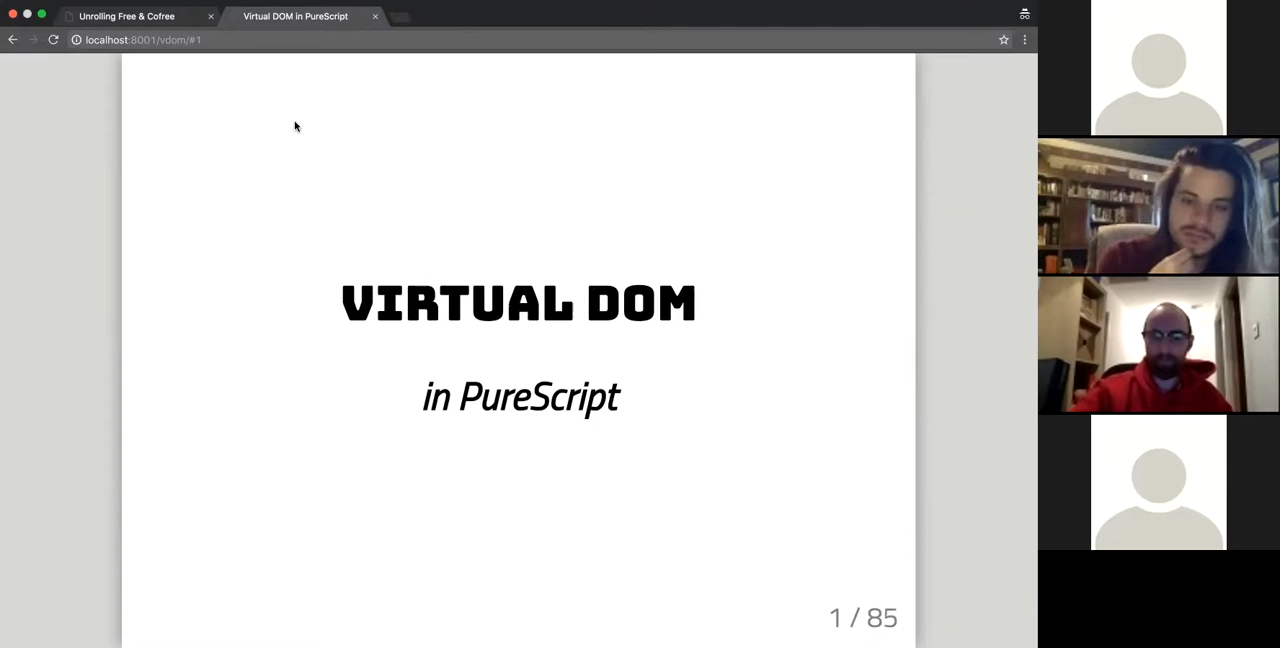 Unrolling Free & Cofree
Virtual DOM in PureScript
localhost:8001/vdom/#1
VIRTUAL DOM
in PureScript
1 / 85